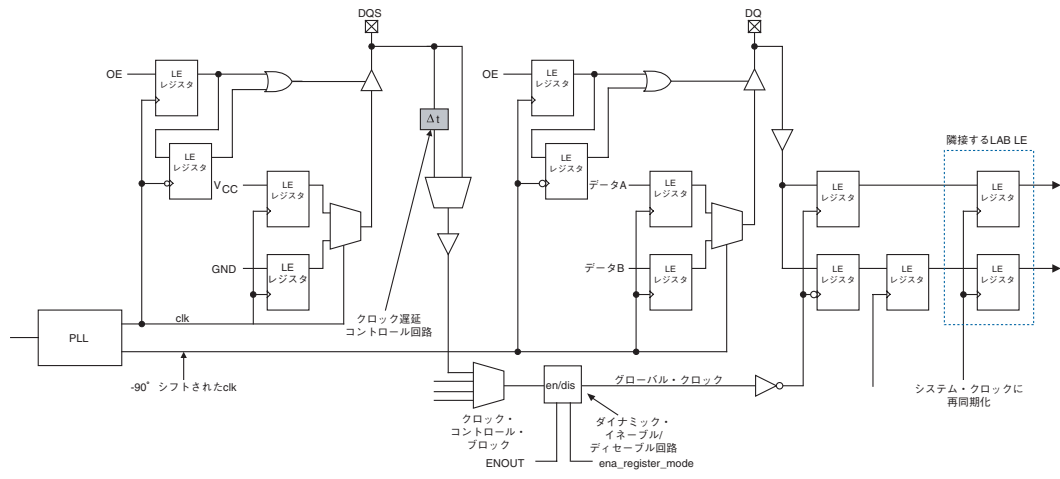 DQS
DQ
OE
LE
レジスタ
LE
レジスタ
VCC
LE
レジスタ
GND
LE
レジスタ
Δt
OE
LE
レジスタ
LE
レジスタ
データA
LE
レジスタ
データB
LE
レジスタ
隣接するLAB LE
LE
レジスタ
LE
レジスタ
LE
レジスタ
LE
レジスタ
LE
レジスタ
クロック遅延
コントロール回路
PLL
clk
-90°シフトされたclk
en/dis
グローバル・クロック
クロック・
コントロール・
ブロック
ダイナミック・
イネーブル/
ディセーブル回路
システム・クロックに
再同期化
ENOUT
ena_register_mode